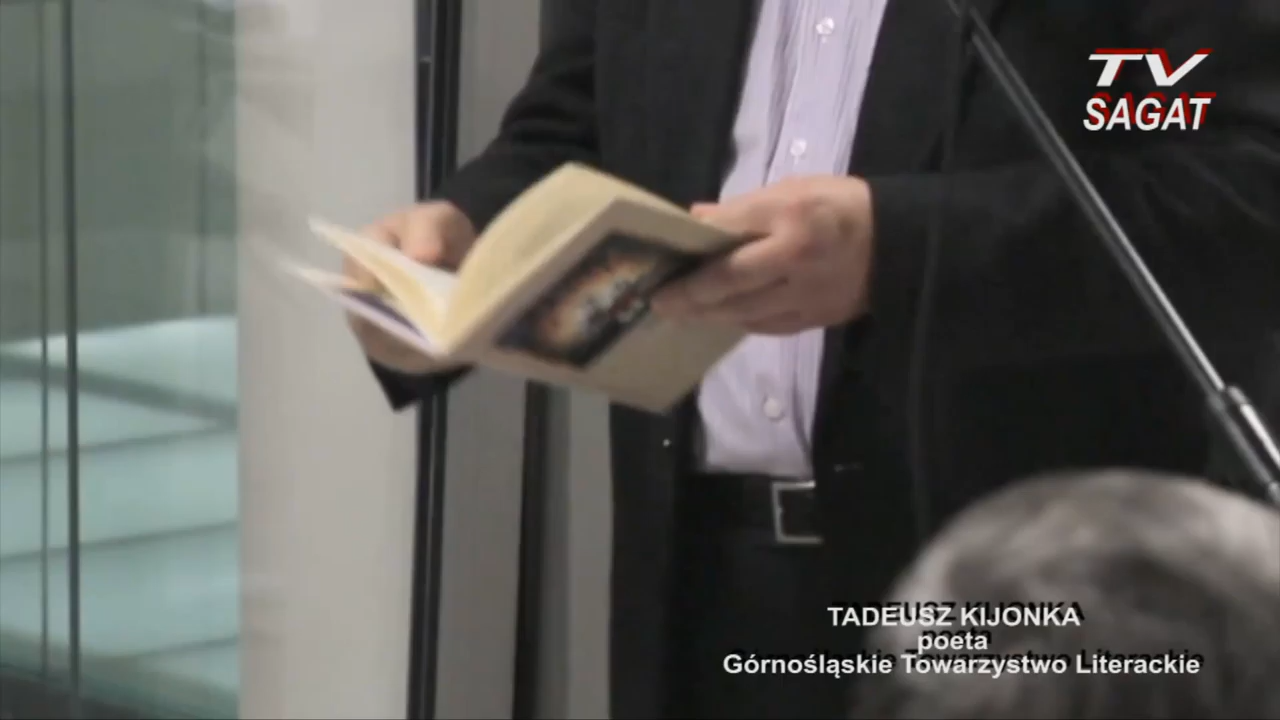 TV
SAGAT
TADEUSZ KIJONKA
poeta
Górnośląskie Towarzystwo Literackie